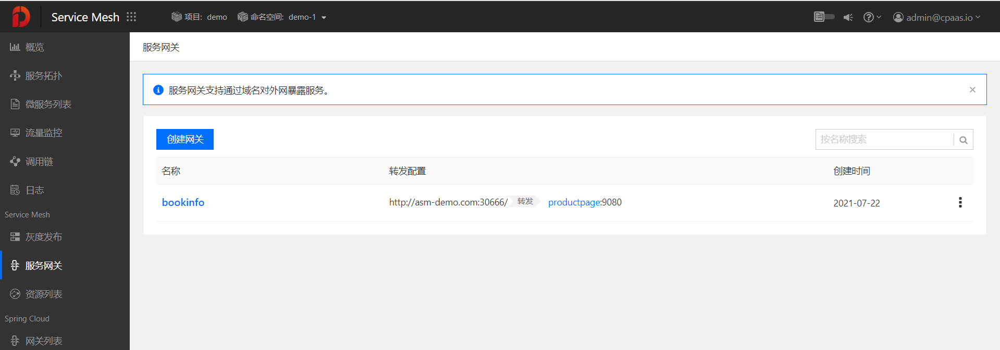 Service Mesh
项目: demo
命名空间: demo-1
admin@cpaas.io
概览
服务拓扑
微服务列表
流量监控
调用链
日志
Service Mesh
灰度发布
服务网关
资源列表
Spring Cloud
网关列表
服务网关
服务网关支持通过域名对外网暴露服务。
创建网关
按名称搜索
名称 转发配置 创建时间
bookinfo http://asm-demo.com:30666/ 转发 productpage:9080 2021-07-22